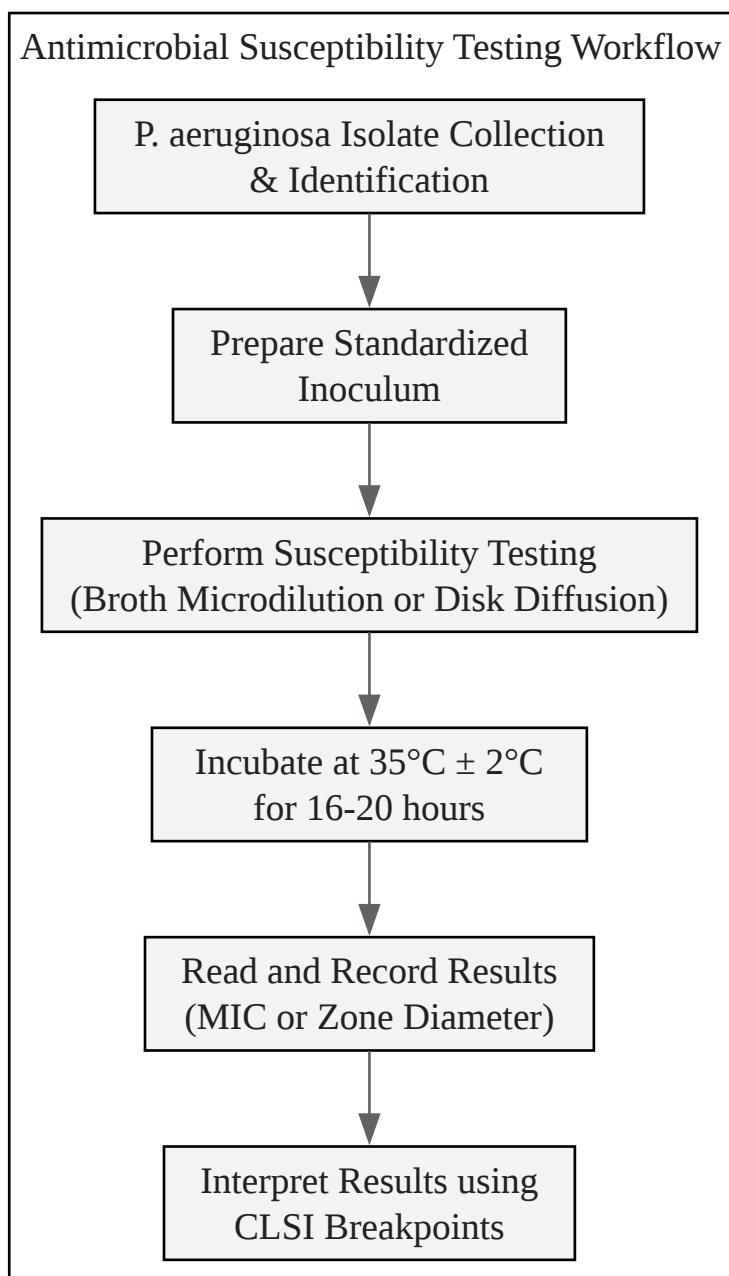 Antimicrobial Susceptibility Testing Workflow
P. aeruginosa Isolate Collection
& Identification
Prepare Standardized
Inoculum
Perform Susceptibility Testing
(Broth Microdilution or Disk Diffusion)
Incubate at 35°C ± 2°C
for 16-20 hours
Read and Record Results
(MIC or Zone Diameter)
Interpret Results using
CLSI Breakpoints